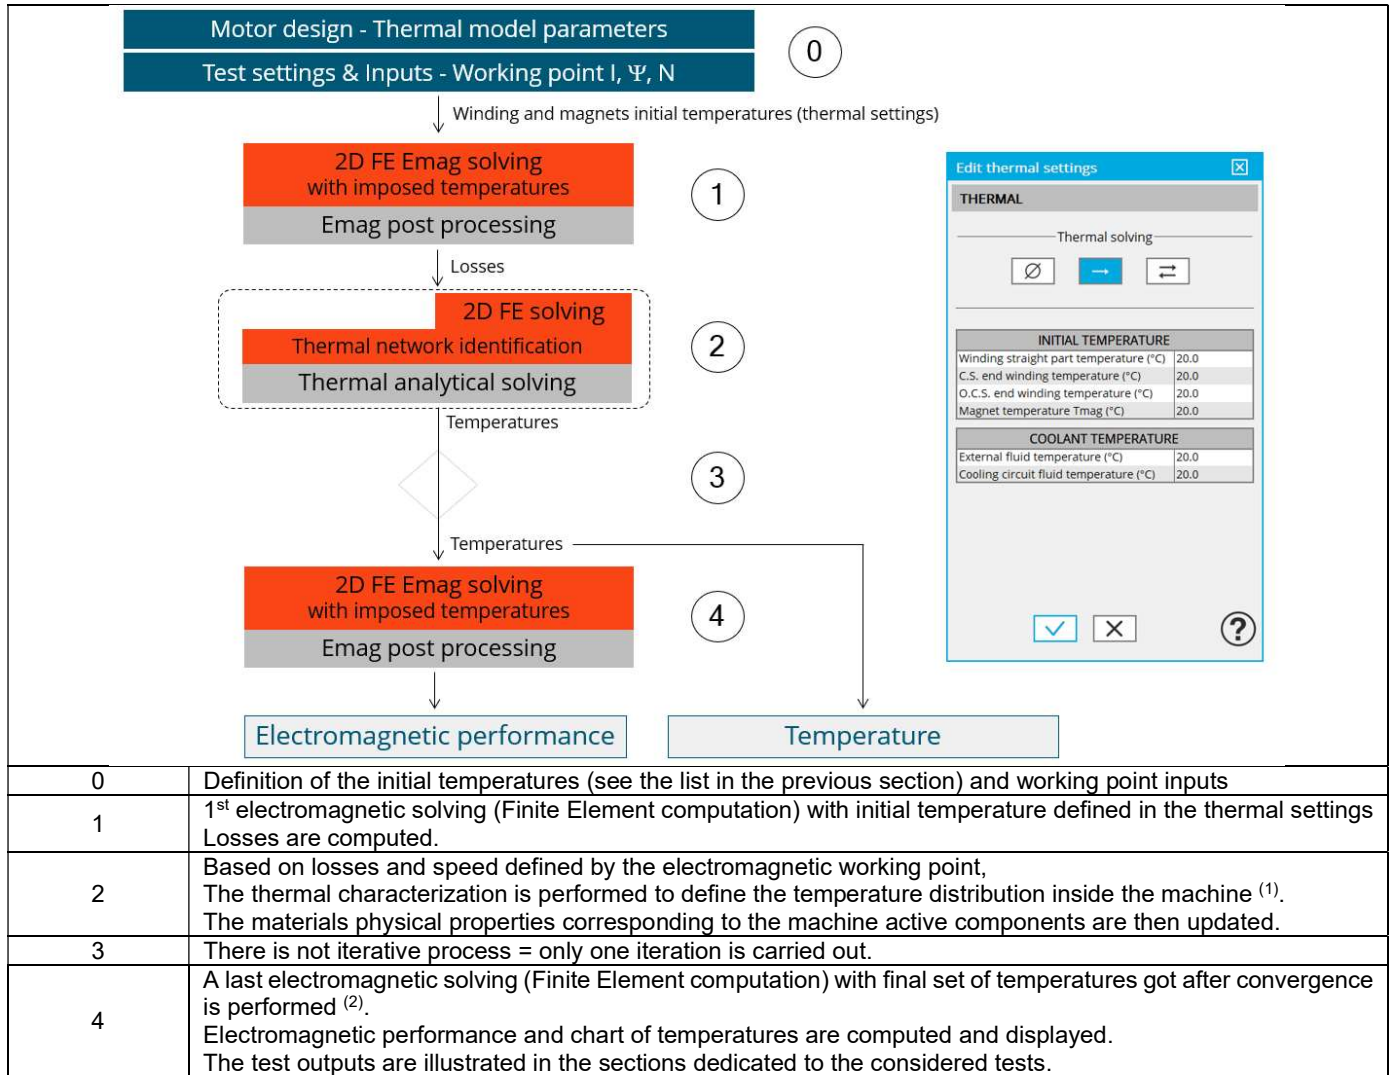 Motor design - Thermal model parameters
0
Test settings & Inputs - Working point I, Ψ, N
Winding and magnets initial temperatures (thermal settings)
2D FE Emag solving
with imposed temperatures
Emag post processing
1
Losses
2D FE solving
Thermal network identification
Thermal analytical solving
2
Temperatures
3
Temperatures
2D FE Emag solving
with imposed temperatures
Emag post processing
4
Electromagnetic performance
Temperature
Edit thermal settings
THERMAL
Thermal solving
INITIAL TEMPERATURE
Winding straight part temperature (°C) 20.0
C.S. end winding temperature (°C) 20.0
O.C.S. end winding temperature (°C) 20.0
Magnet temperature Tmag (°C) 20.0
COOLANT TEMPERATURE
External fluid temperature (°C) 20.0
Cooling circuit fluid temperature (°C) 20.0
?
0 Definition of the initial temperatures (see the list in the previous section) and working point inputs
1 1st electromagnetic solving (Finite Element computation) with initial temperature defined in the thermal settings
Losses are computed.
2 Based on losses and speed defined by the electromagnetic working point,
The thermal characterization is performed to define the temperature distribution inside the machine (1).
The materials physical properties corresponding to the machine active components are then updated.
3 There is not iterative process = only one iteration is carried out.
4 A last electromagnetic solving (Finite Element computation) with final set of temperatures got after convergence
is performed (2).
Electromagnetic performance and chart of temperatures are computed and displayed.
The test outputs are illustrated in the sections dedicated to the considered tests.